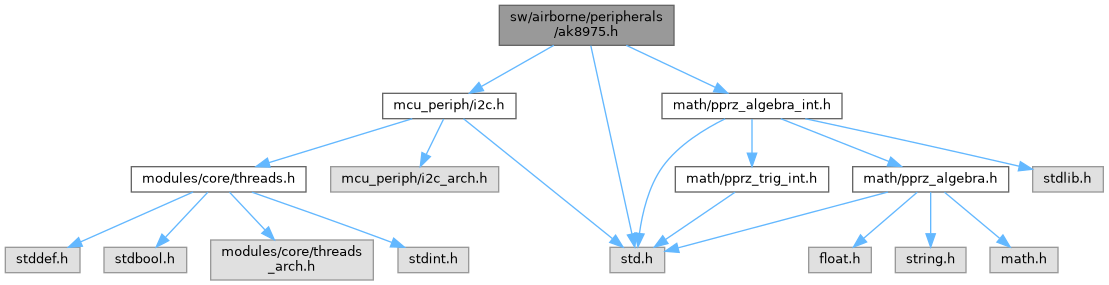 sw/airborne/peripherals
/ak8975.h
mcu_periph/i2c.h
math/pprz_algebra_int.h
modules/core/threads.h
mcu_periph/i2c_arch.h
math/pprz_trig_int.h
math/pprz_algebra.h
stdlib.h
stddef.h
stdbool.h
modules/core/threads
_arch.h
stdint.h
std.h
float.h
string.h
math.h